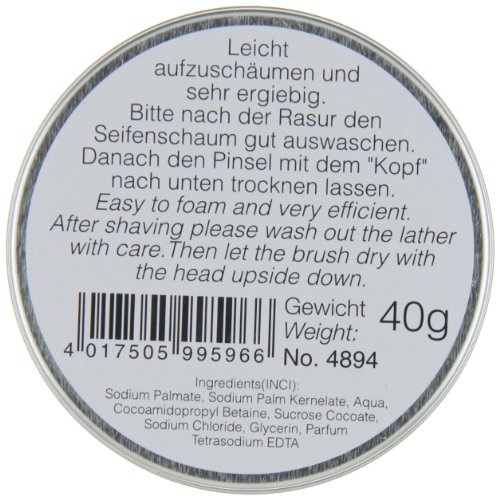 Leicht
aufzuschäumen und
sehr ergiebig.
Bitte nach der Rasur den
Seifenschaum gut auswaschen.
Danach den Pinsel mit dem "Kopf"
nach unten trocknen lassen.
Easy to foam and very efficient.
After shaving please wash out the lather
with care.Then let the brush dry with
the head upside down.
Gewicht
Weight: 40g
4 017505 995966
No. 4894
Ingredients(INCI):
Sodium Palmate, Sodium Palm Kernelate, Aqua,
Cocoamidopropyl Betaine, Sucrose Cocoate,
Sodium Chloride, Glycerin, Parfum
Tetrasodium EDTA